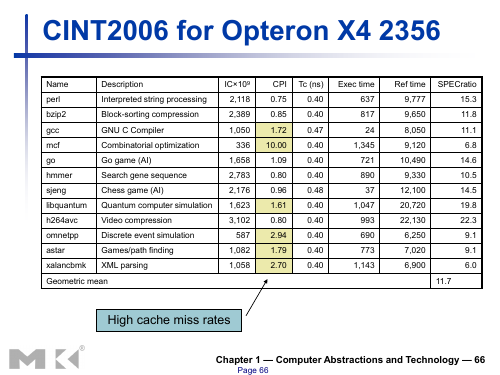 CINT2006 for Opteron X4 2356
Name Description IC×10⁹ CPI Tc (ns) Exec time Ref time SPECratio
perl Interpreted string processing 2,118 0.75 0.40 637 9,777 15.3
bzip2 Block-sorting compression 2,389 0.85 0.40 817 9,650 11.8
gcc GNU C Compiler 1,050 1.72 0.47 24 8,050 11.1
mcf Combinatorial optimization 336 10.00 0.40 1,345 9,120 6.8
go Go game (AI) 1,658 1.09 0.40 721 10,490 14.6
hmmer Search gene sequence 2,783 0.80 0.40 890 9,330 10.5
sjeng Chess game (AI) 2,176 0.96 0.48 37 12,100 14.5
libquantum Quantum computer simulation 1,623 1.61 0.40 1,047 20,720 19.8
h264avc Video compression 3,102 0.80 0.40 993 22,130 22.3
omnetpp Discrete event simulation 587 2.94 0.40 690 6,250 9.1
astar Games/path finding 1,082 1.79 0.40 773 7,020 9.1
xalancbmk XML parsing 1,058 2.70 0.40 1,143 6,900 6.0
Geometric mean 11.7
High cache miss rates
MK®
Chapter 1 — Computer Abstractions and Technology — 66
Page 66